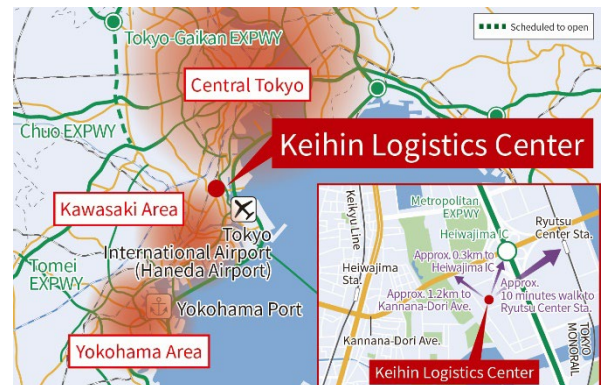 Scheduled to open
Tokyo-Gaikan EXPWY
Central Tokyo
Chuo EXPWY
Keihin Logistics Center
Kawasaki Area
Tokyo
International Airport
(Haneda Airport)
Tomei
EXPWY
Yokohama Port
Yokohama Area
Keikyu Line
Metropolitan
EXPWY
Heiwajima IC
Ryutsu
Center Sta.
Approx. 0.3km to
Heiwajima IC
Heiwajima
Sta.
Approx. 1.2km to
Kannana-Dori Ave.
Approx.
10 minutes walk to
Ryutsu Center Sta.
Kannana-Dori Ave.
TOKYO
MONORAIL
Keihin Logistics Center